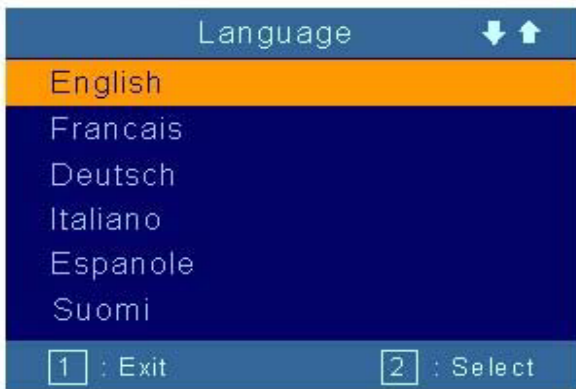 Language
English
Francais
Deutsch
Italiano
Espanole
Suomi
1 : Exit 2 : Select